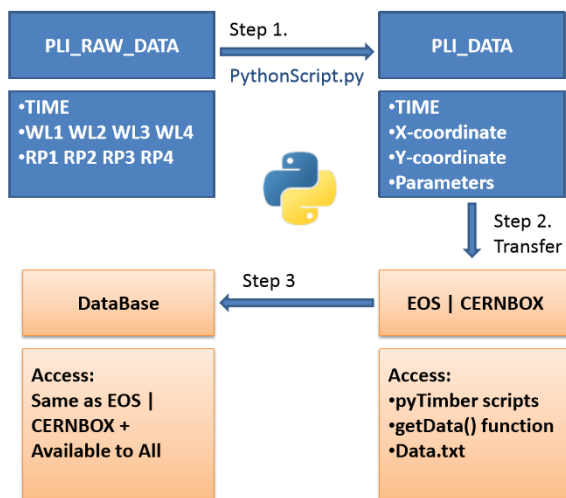 PLI_RAW_DATA
Step 1.
PythonScript.py
PLI_DATA
•TIME
•WL1 WL2 WL3 WL4
•RP1 RP2 RP3 RP4
•TIME
•X-coordinate
•Y-coordinate
•Parameters
Step 2.
Transfer
DataBase
Step 3
EOS | CERNBOX
Access:
Same as EOS |
CERNBOX +
Available to All
Access:
•pyTimber scripts
•getData() function
•Data.txt